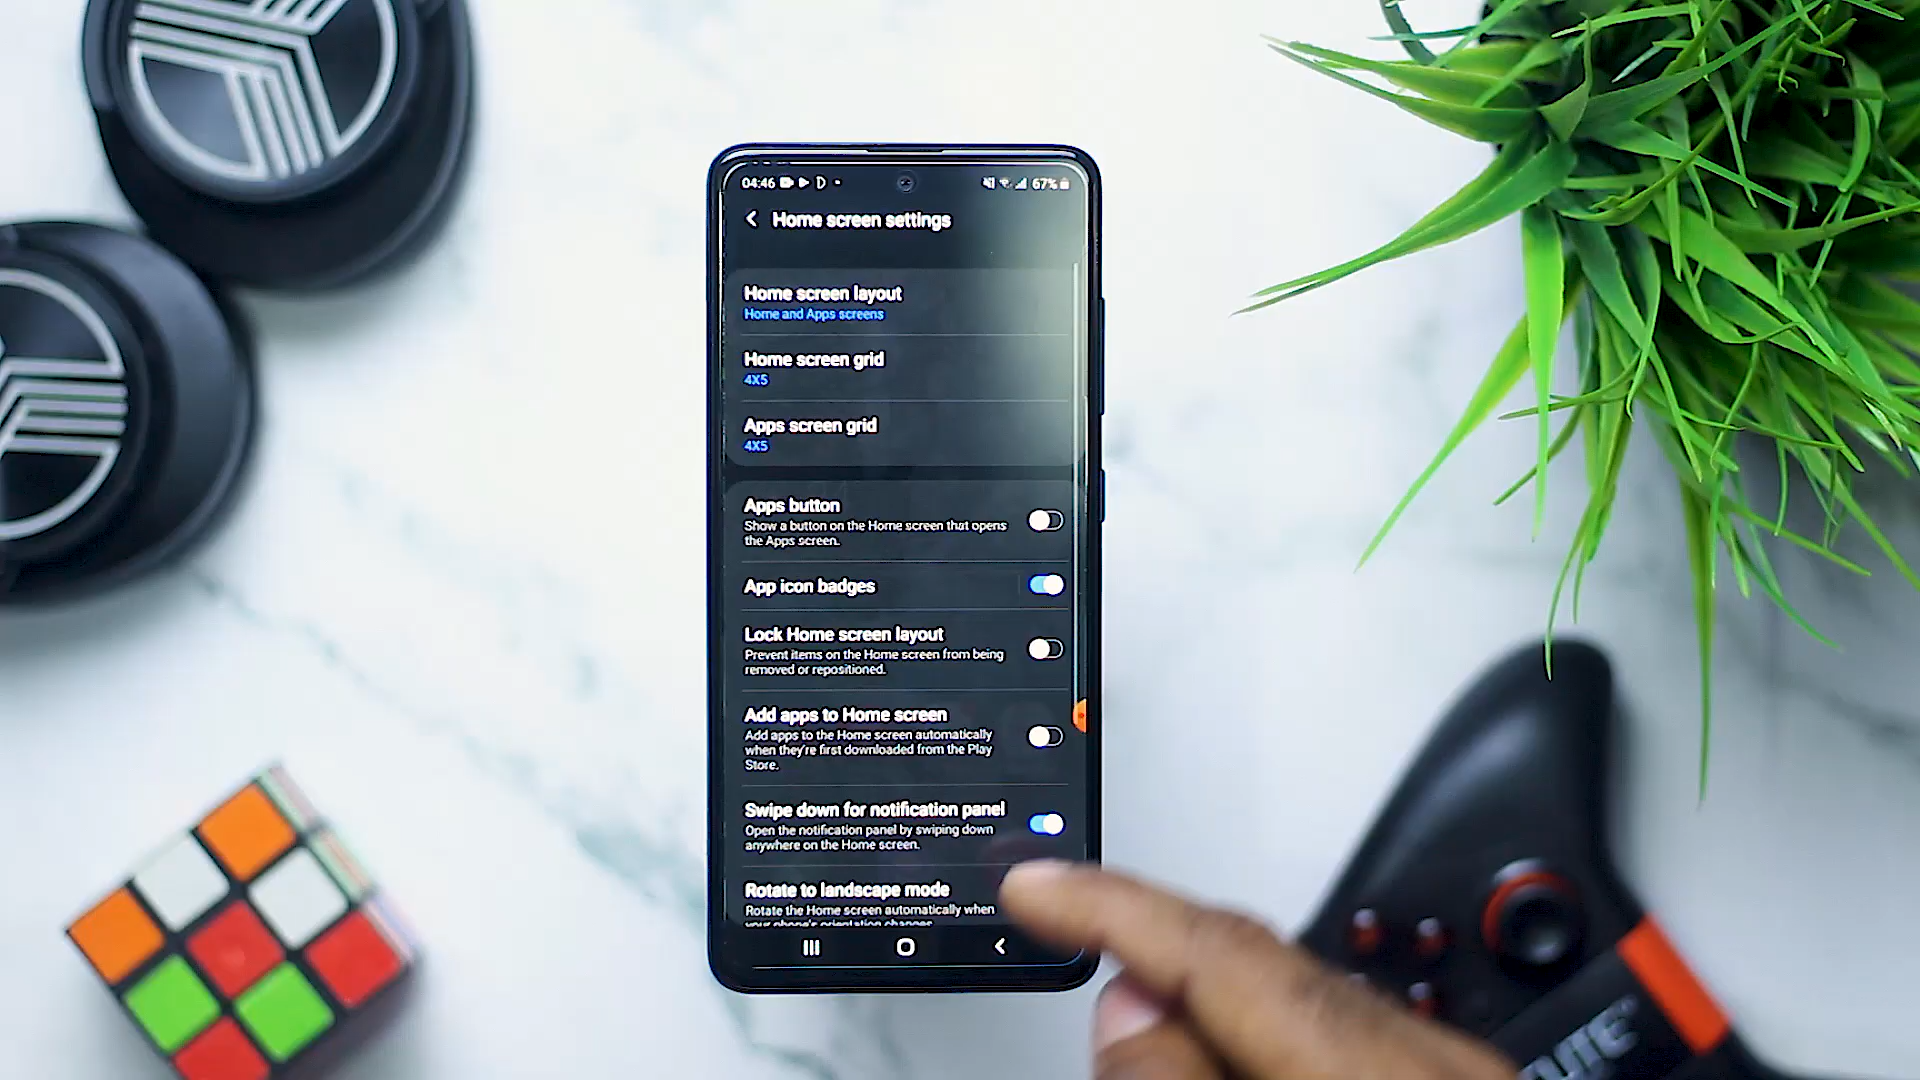 04:46
67%
Home screen settings
Home screen layout
Home and Apps screens
Home screen grid
4X5
Apps screen grid
4X5
Apps button
Show a button on the Home screen that opens
the Apps screen.
App icon badges
Lock Home screen layout
Prevent items on the Home screen from being
removed or repositioned.
Add apps to Home screen
Add apps to the Home screen automatically
when they're first downloaded from the Play
Store.
Swipe down for notification panel
Open the notification panel by swiping down
anywhere on the Home screen.
Rotate to landscape mode
Rotate the Home screen automatically when
your phone's orientation changes.